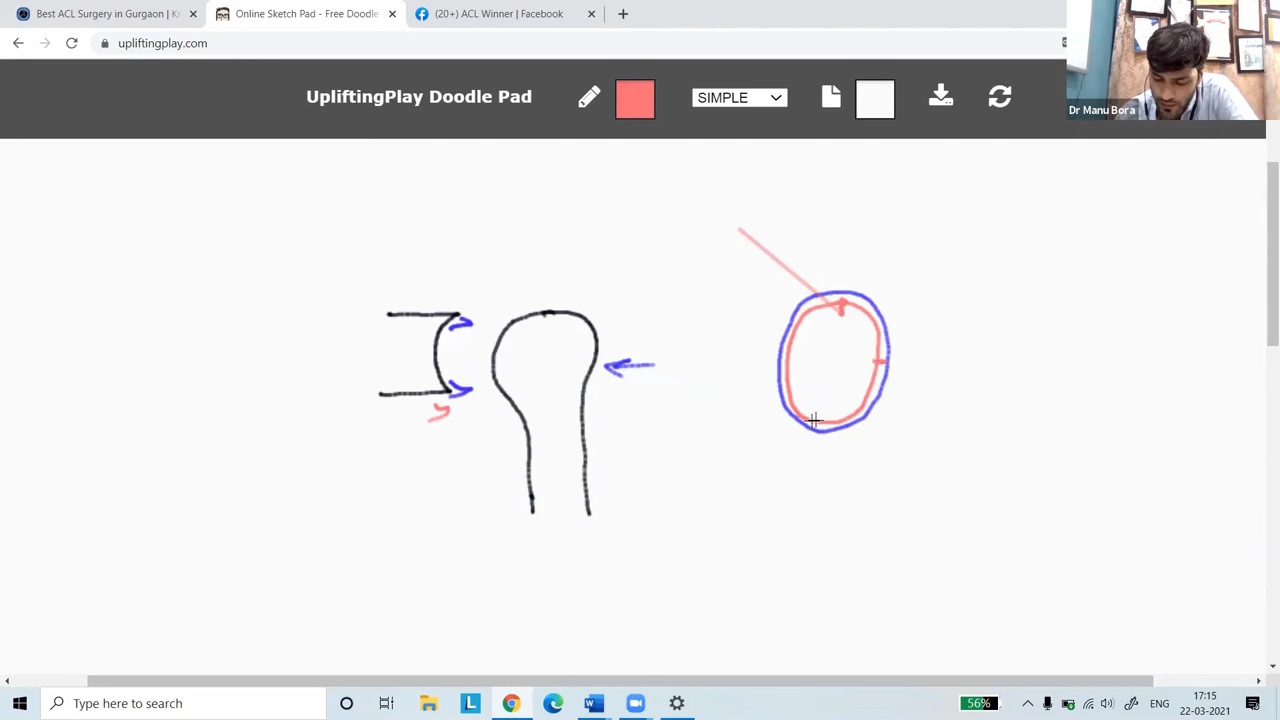 Best ACL Surgery in Gurgaon | K
Online Sketch Pad - Free Doodle
(20+) ACL Winter | Facebook
upliftingplay.com
UpliftingPlay Doodle Pad
SIMPLE
Dr Manu Bora
Type here to search
56%
ENG
17:15
22-03-2021